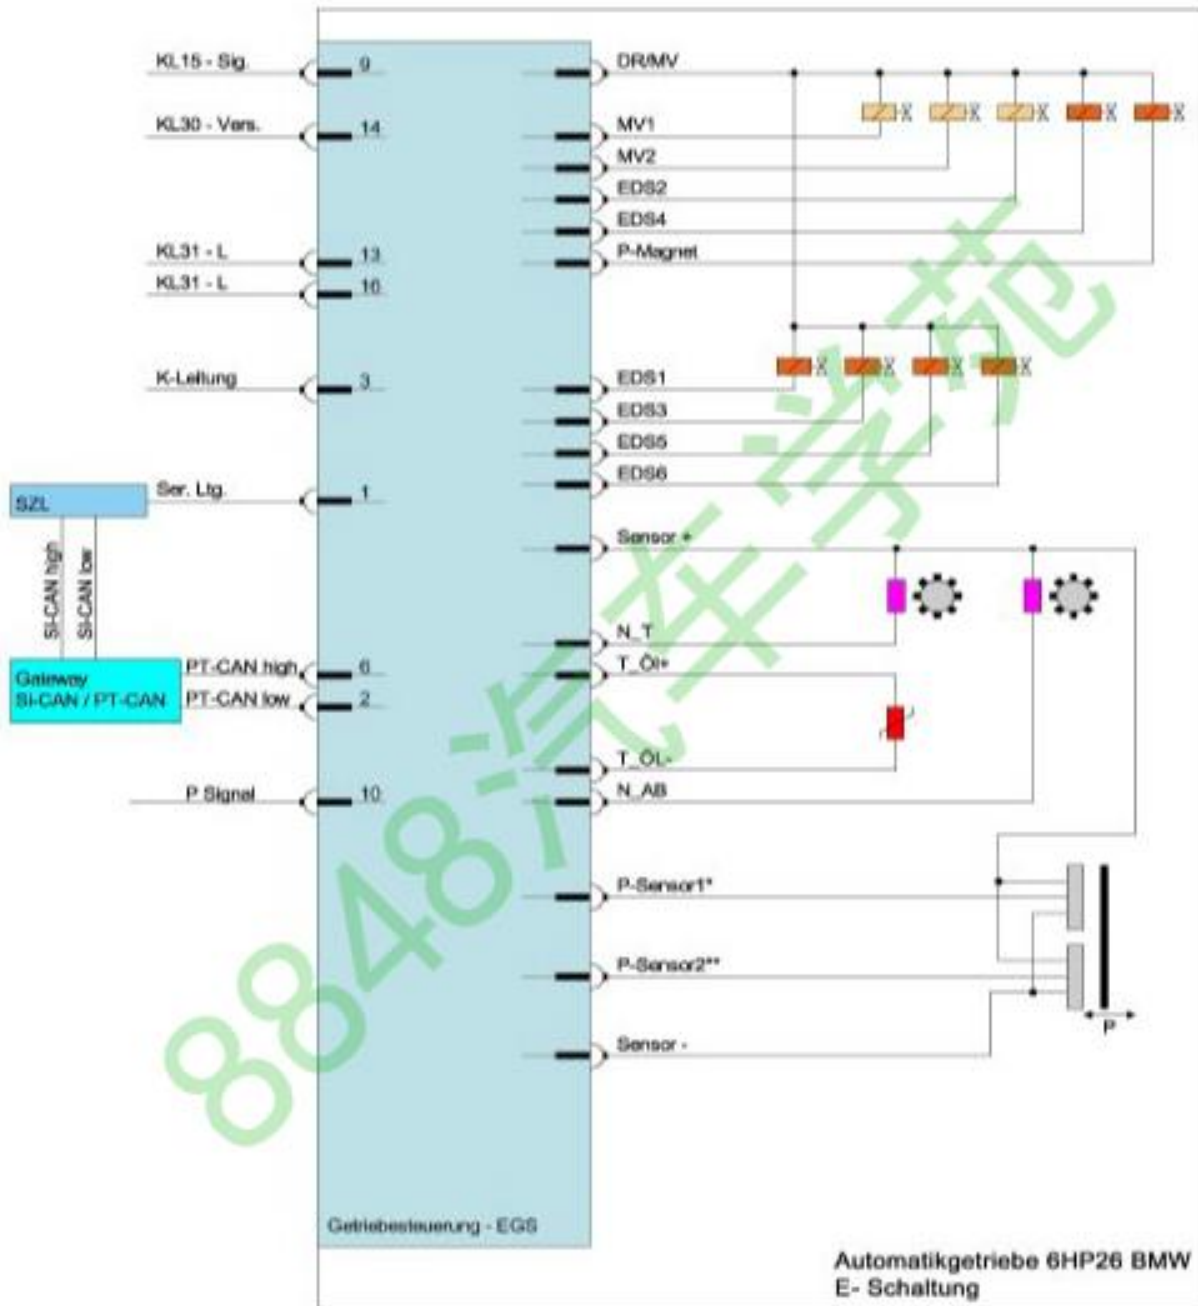 KL15 - Sig.
9
DR/MV
KL30 - Vers.
14
MV1
MV2
EDS2
EDS4
KL31 - L
13
P-Magnet
KL31 - L
16
K-Leitung
3
EDS1
EDS3
EDS5
EDS6
SZL
Ser. Ltg.
1
Sensor +
SI-CAN high
SI-CAN low
N_T
Gateway
SI-CAN / PT-CAN
PT-CAN high
6
T_Öl+
PT-CAN low
2
T_ÖL-
P Signal
10
N_AB
P-Sensor1*
P-Sensor2**
P
Sensor -
Getriebesteuerung - EGS
Automatikgetriebe 6HP26 BMW
E- Schaltung
8848汽车学苑